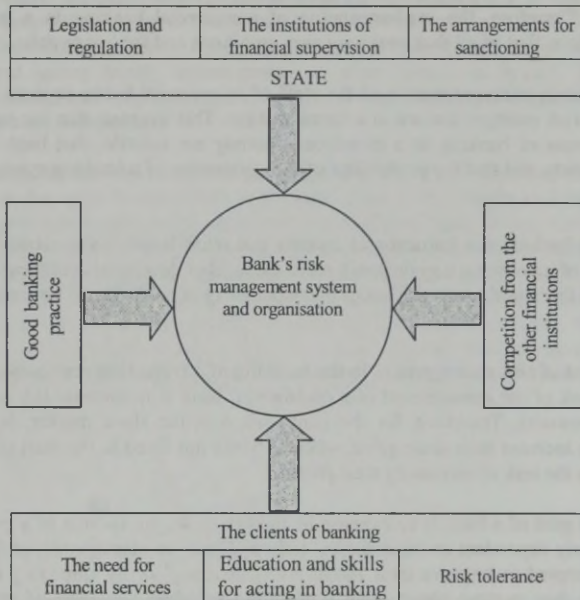 Legislation and
regulation
The institutions of
financial supervision
The arrangements for
sanctioning
STATE
Good banking
practice
Bank's risk
management system
and organisation
Competition from the
other financial
institutions
The clients of banking
The need for
financial services
Education and skills
for acting in banking
Risk tolerance